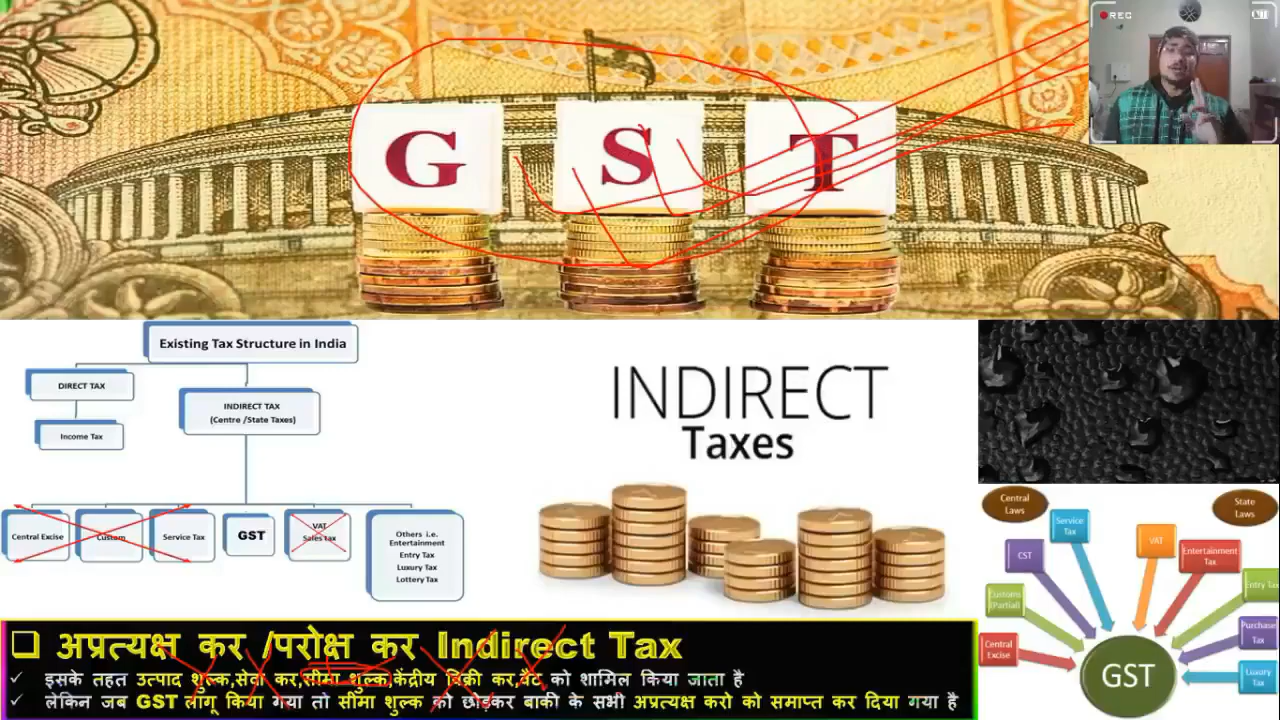 REC
G S T
Existing Tax Structure in India
DIRECT TAX
Income Tax
INDIRECT TAX
(Centre /State Taxes)
Central Excise
Custom
Service Tax
GST
VAT
Sales tax
Others i.e.
Entertainment
Entry Tax
Luxury Tax
Lottery Tax
INDIRECT
Taxes
Central
Laws
State
Laws
Service
Tax
VAT
CST
Entertainment
Tax
Customs
(Partial)
Entry Tax
Purchase
Tax
Central
Excise
Luxury
Tax
GST
❑ अप्रत्यक्ष कर /परोक्ष कर Indirect Tax
✓ इसके तहत उत्पाद शुल्क,सेवा कर,सीमा शुल्क,केंद्रीय बिक्री कर,वैट को शामिल किया जाता है
✓ लेकिन जब GST लागू किया गया तो सीमा शुल्क को छोड़कर बाकी के सभी अप्रत्यक्ष करो को समाप्त कर दिया गया है